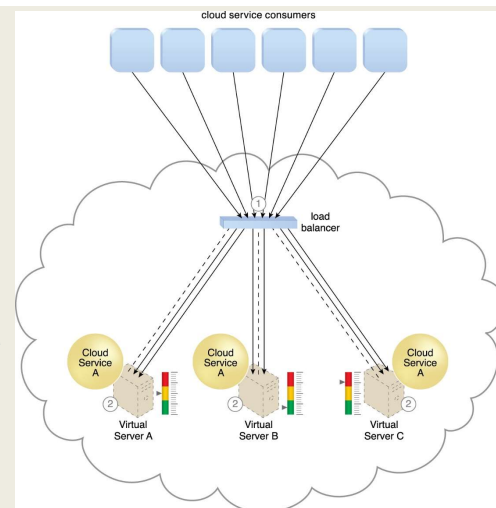 cloud service consumers
1
load
balancer
Cloud
Service
A
2
Virtual
Server A
Cloud
Service
A
2
Virtual
Server B
Cloud
Service
A
2
Virtual
Server C